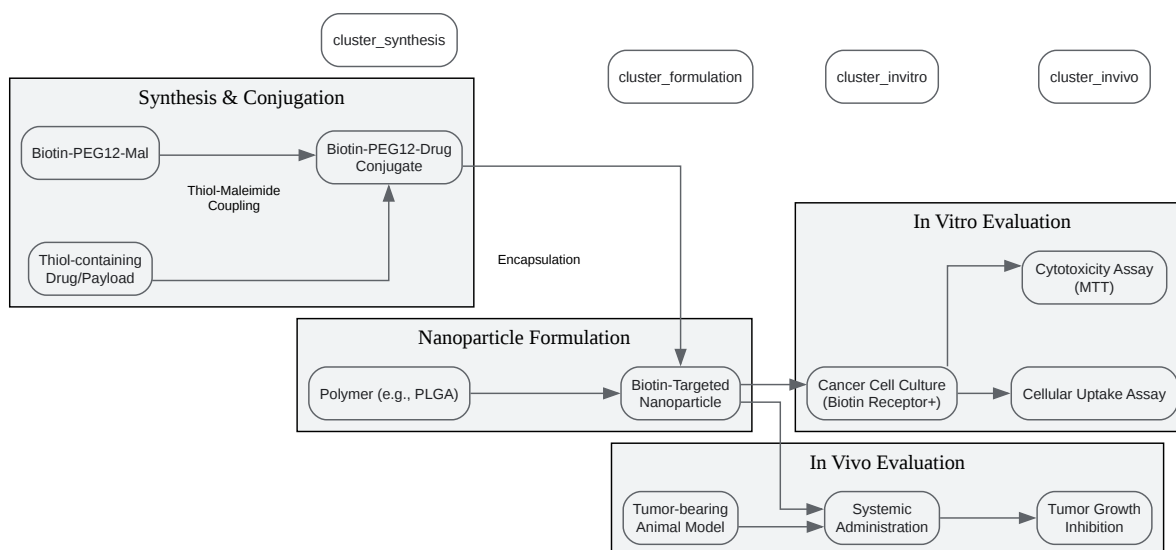 cluster_synthesis
cluster_formulation
cluster_invitro
cluster_invivo
Synthesis & Conjugation
Biotin-PEG12-Mal
Biotin-PEG12-Drug
Conjugate
Thiol-Maleimide
Coupling
Thiol-containing
Drug/Payload
Encapsulation
In Vitro Evaluation
Cytotoxicity Assay
(MTT)
Nanoparticle Formulation
Polymer (e.g., PLGA)
Biotin-Targeted
Nanoparticle
Cancer Cell Culture
(Biotin Receptor+)
Cellular Uptake Assay
In Vivo Evaluation
Tumor-bearing
Animal Model
Systemic
Administration
Tumor Growth
Inhibition